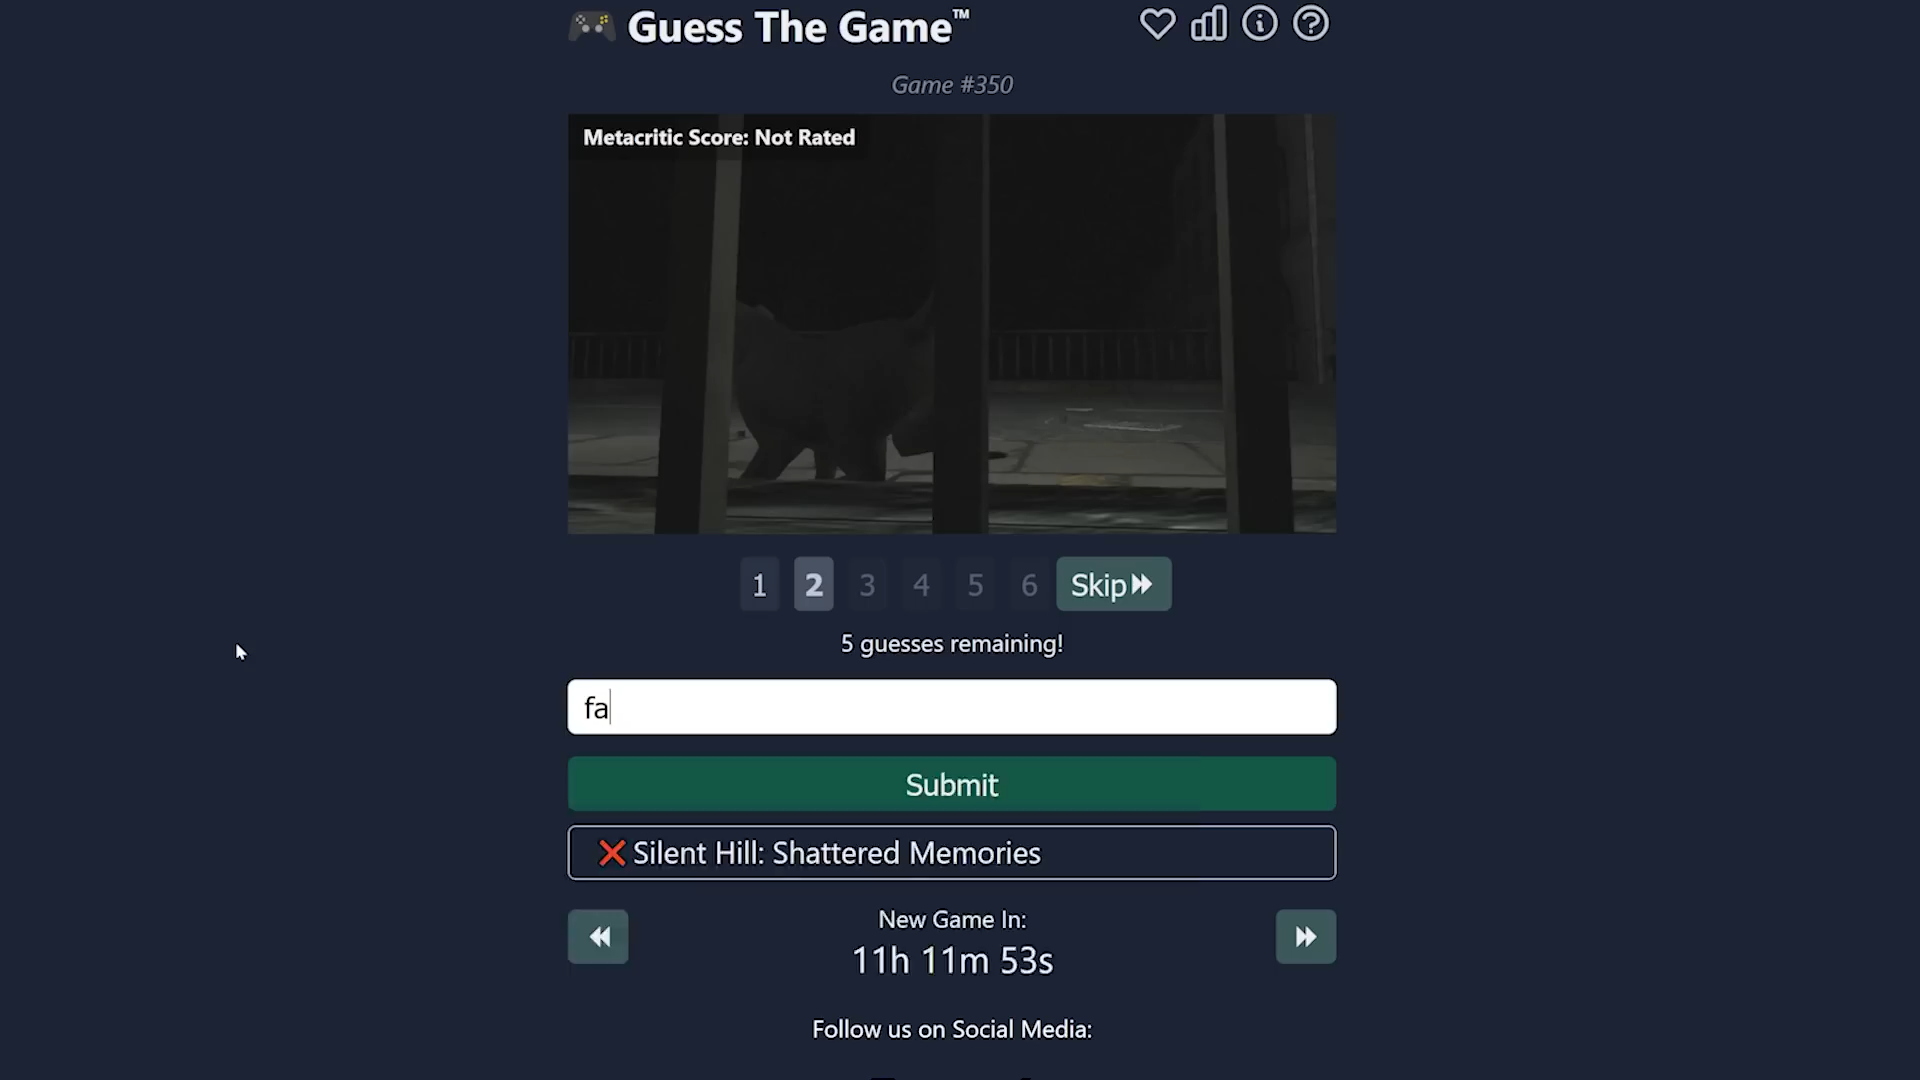 Guess The Game™
Game #350
Metacritic Score: Not Rated
1 2 3 4 5 6 Skip
5 guesses remaining!
fa
Submit
Silent Hill: Shattered Memories
New Game In:
11h 11m 53s
Follow us on Social Media: